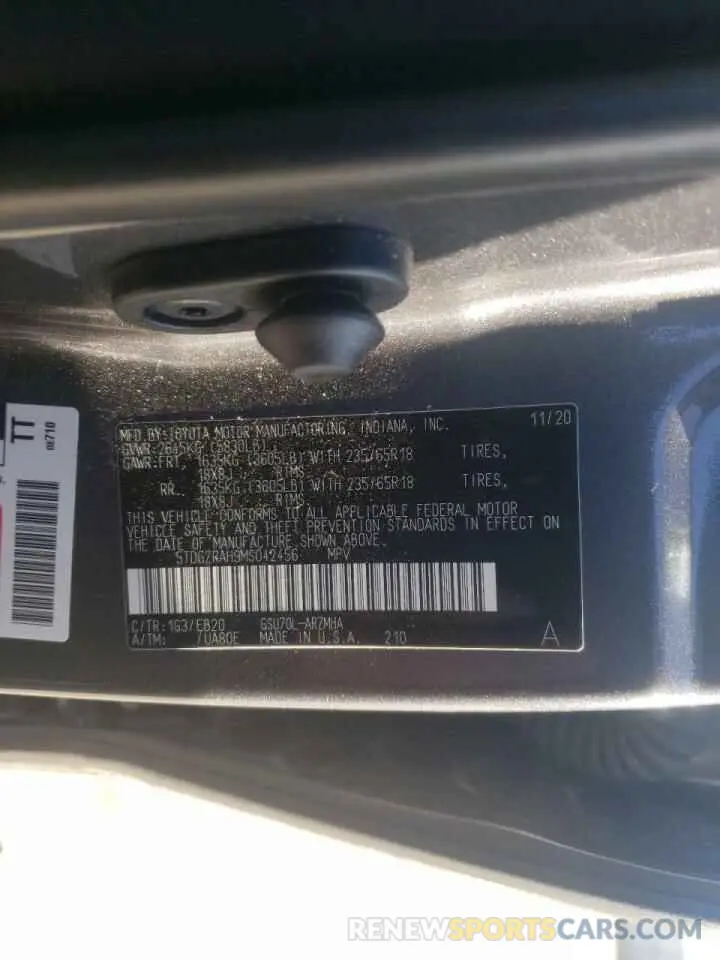 MFD.BY:TOYOTA MOTOR MANUFACTURING, INDIANA, INC. 11/20
GVWR:2645KG (5830LB)
GAWR:FRT. 1635KG (3605LB) WITH 235/65R18 TIRES,
18X8J RIMS
RR. 1635KG (3605LB) WITH 235/65R18 TIRES,
18X8J RIMS
THIS VEHICLE CONFORMS TO ALL APPLICABLE FEDERAL MOTOR
VEHICLE SAFETY AND THEFT PREVENTION STANDARDS IN EFFECT ON
THE DATE OF MANUFACTURE SHOWN ABOVE.
5TDGZRAH9MS042456 MPV
C/TR:1G3/EB20 GSU70L-ARZMHA
A/TM: /UA80E MADE IN U.S.A. 210 A
TT
0E710
RENEWSPORTSCARS.COM